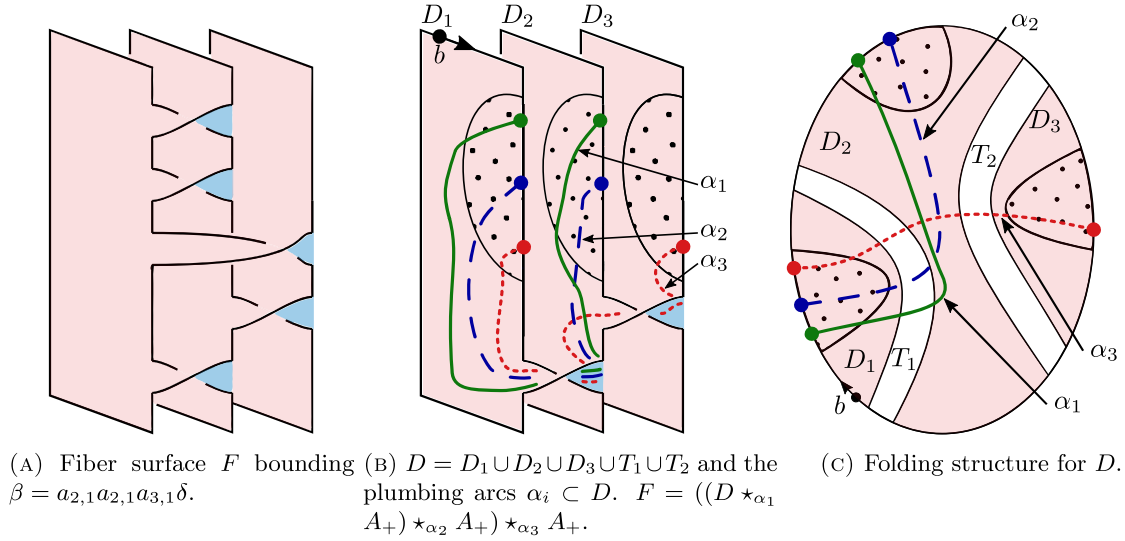 D₁ D₂ D₃
b
α₁
α₂
α₃
α₂
D₃
D₂
T₂
D₁ T₁
α₃
α₁
b
(A) Fiber surface F bounding
β = a₂,₁a₂,₁a₃,₁δ.
(B) D = D₁∪D₂∪D₃∪T₁∪T₂ and the
plumbing arcs αᵢ ⊂ D. F = ((D ⋆α₁
A₊) ⋆α₂ A₊) ⋆α₃ A₊.
(C) Folding structure for D.